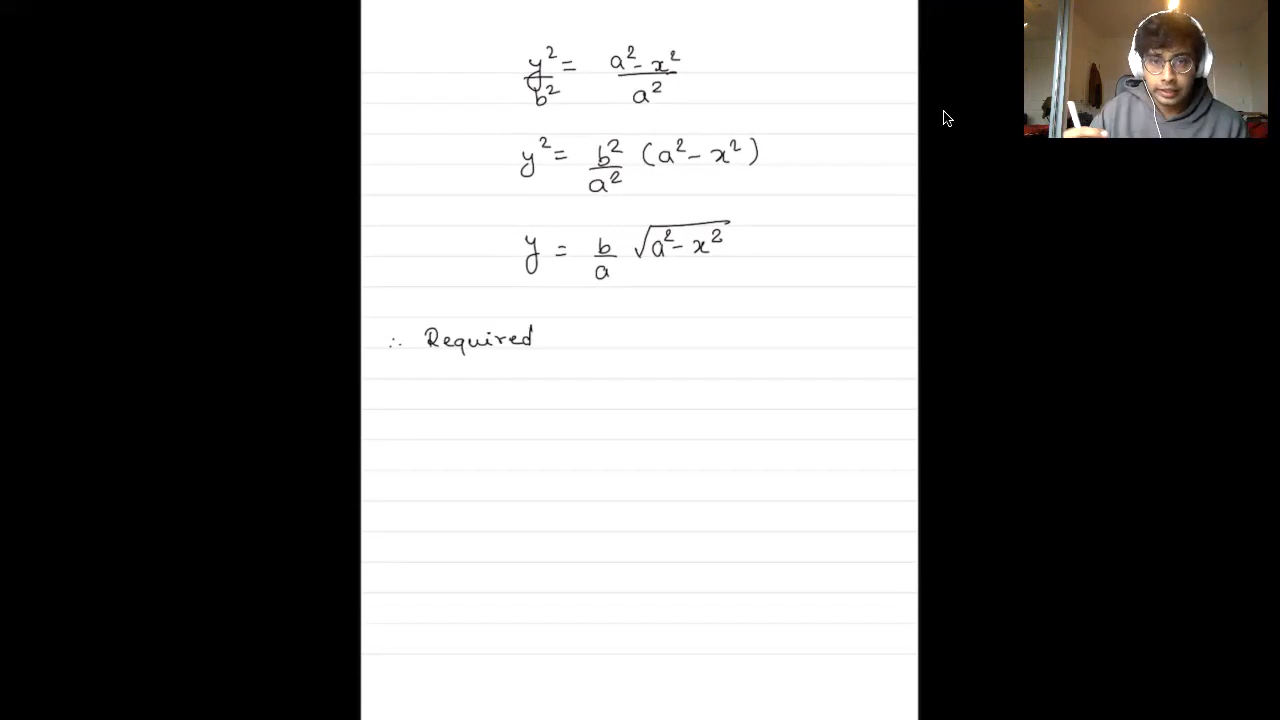 y²/b² = (a² - x²)/a²
y² = b²/a² (a² - x²)
y = b/a √(a² - x²)
∴ Required